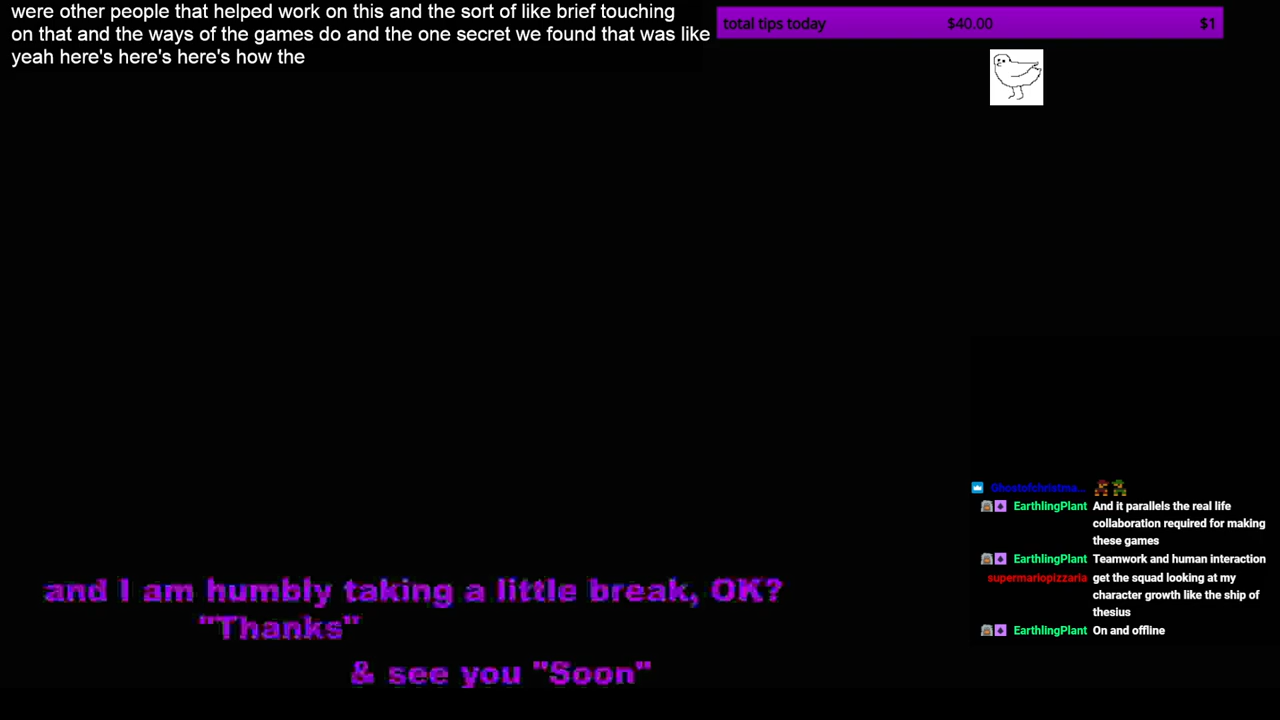 were other people that helped work on this and the sort of like brief touching
on that and the ways of the games do and the one secret we found that was like
yeah here's here's here's how the
total tips today $40.00 $1
Ghostofchristma...
EarthlingPlant And it parallels the real life
collaboration required for making
these games
EarthlingPlant Teamwork and human interaction
supermariopizzaria get the squad looking at my
character growth like the ship of
thesius
EarthlingPlant On and offline
and I am humbly taking a little break, OK?
"Thanks"
& see you "Soon"